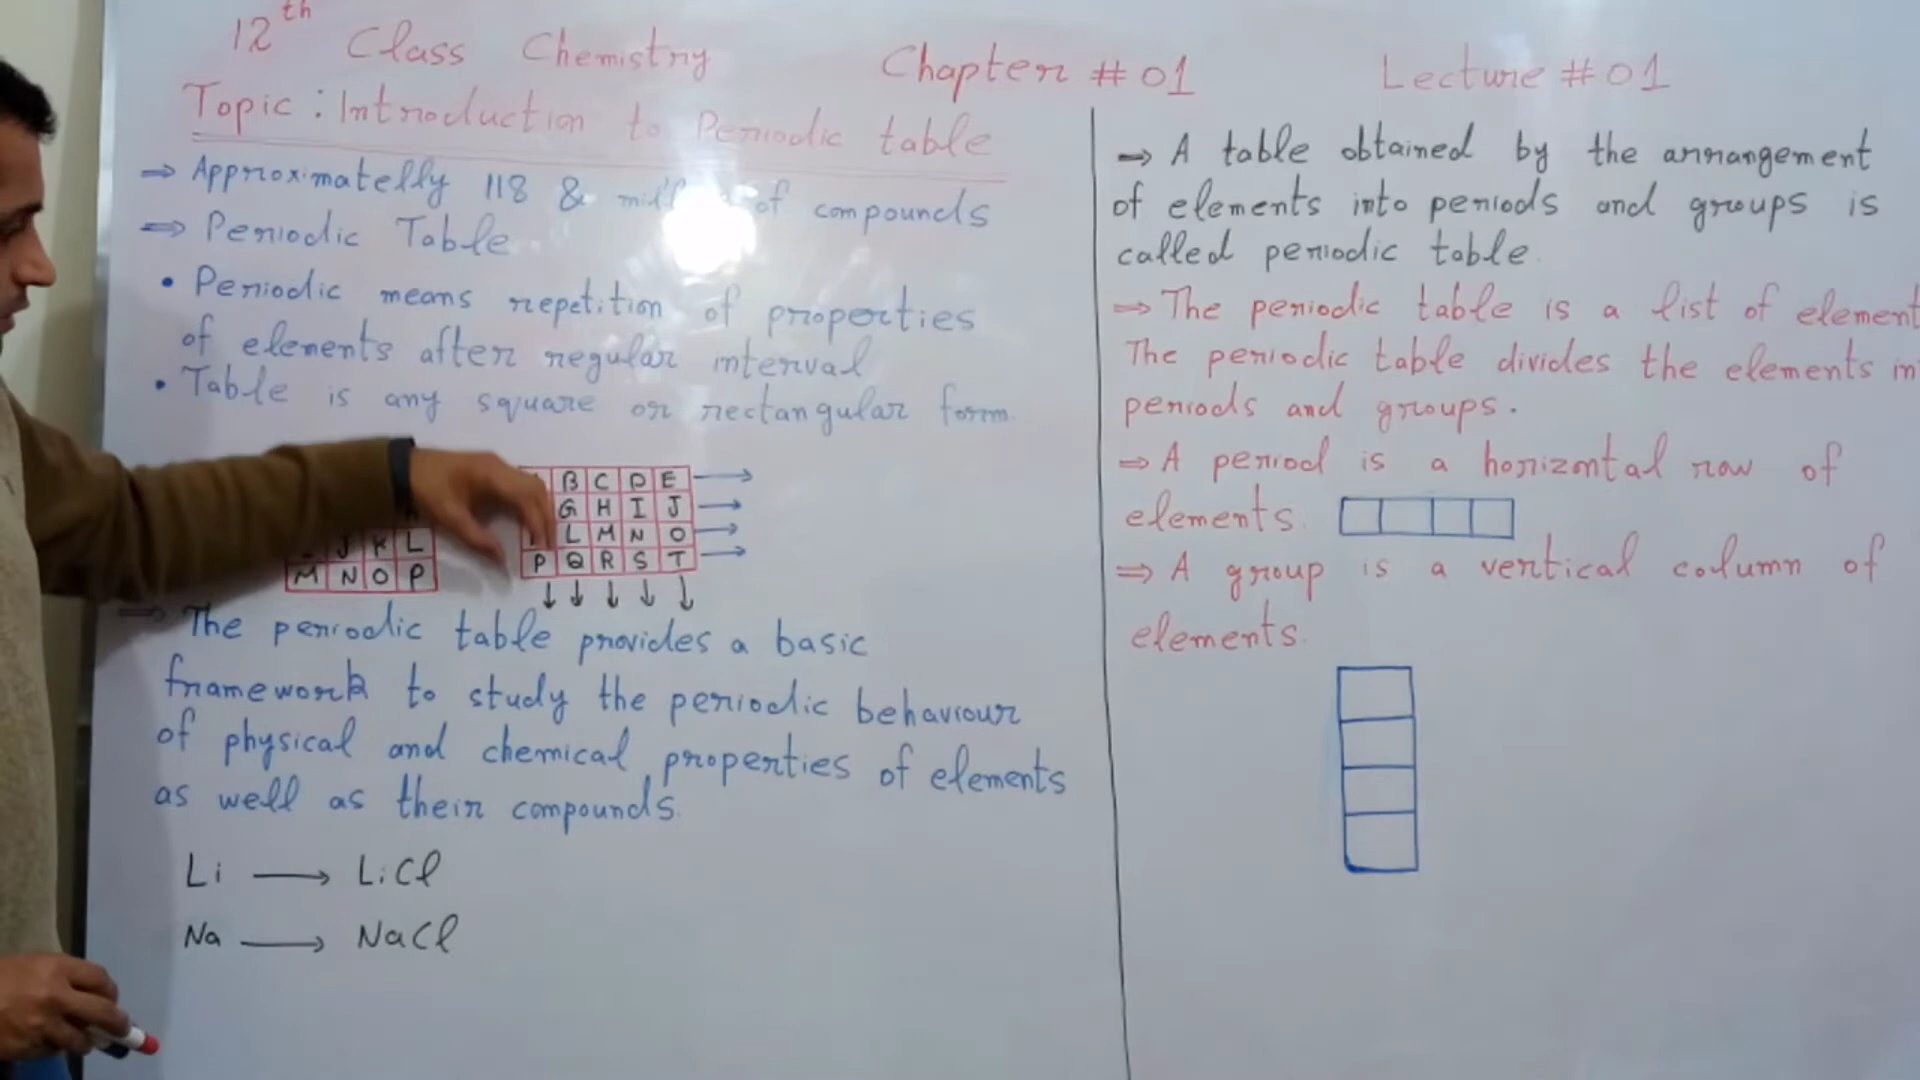 12th Class Chemistry Chapter # 01 Lecture # 01
Topic : Introduction to Periodic table
⇒ Approximatelly 118 & of compounds
⇒ Periodic Table
• Periodic means repetition of properties
of elements after regular interval
• Table is any square or rectangular form.
B C D E
G H I J
L M N O
P Q R S T
J K L
M N O P
⇒ The periodic table provides a basic
framework to study the periodic behaviour
of physical and chemical properties of elements
as well as their compounds.
Li → LiCl
Na → NaCl
⇒ A table obtained by the arrangement
of elements into periods and groups is
called periodic table.
⇒ The periodic table is a list of element
The periodic table divides the elements in
periods and groups.
⇒ A period is a horizontal row of
elements.
⇒ A group is a vertical column of
elements.